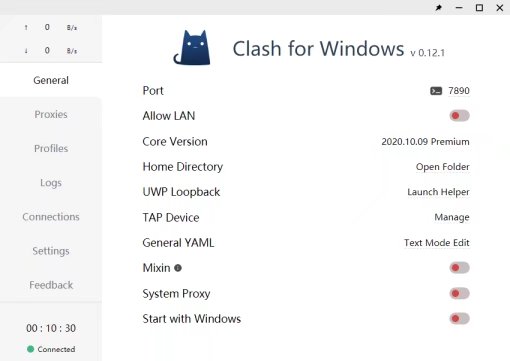 ↑ 0 B/s
↓ 0 B/s
General
Proxies
Profiles
Logs
Connections
Settings
Feedback
00 : 10 : 30
Connected
Clash for Windows v 0.12.1
Port 7890
Allow LAN
Core Version 2020.10.09 Premium
Home Directory Open Folder
UWP Loopback Launch Helper
TAP Device Manage
General YAML Text Mode Edit
Mixin
System Proxy
Start with Windows